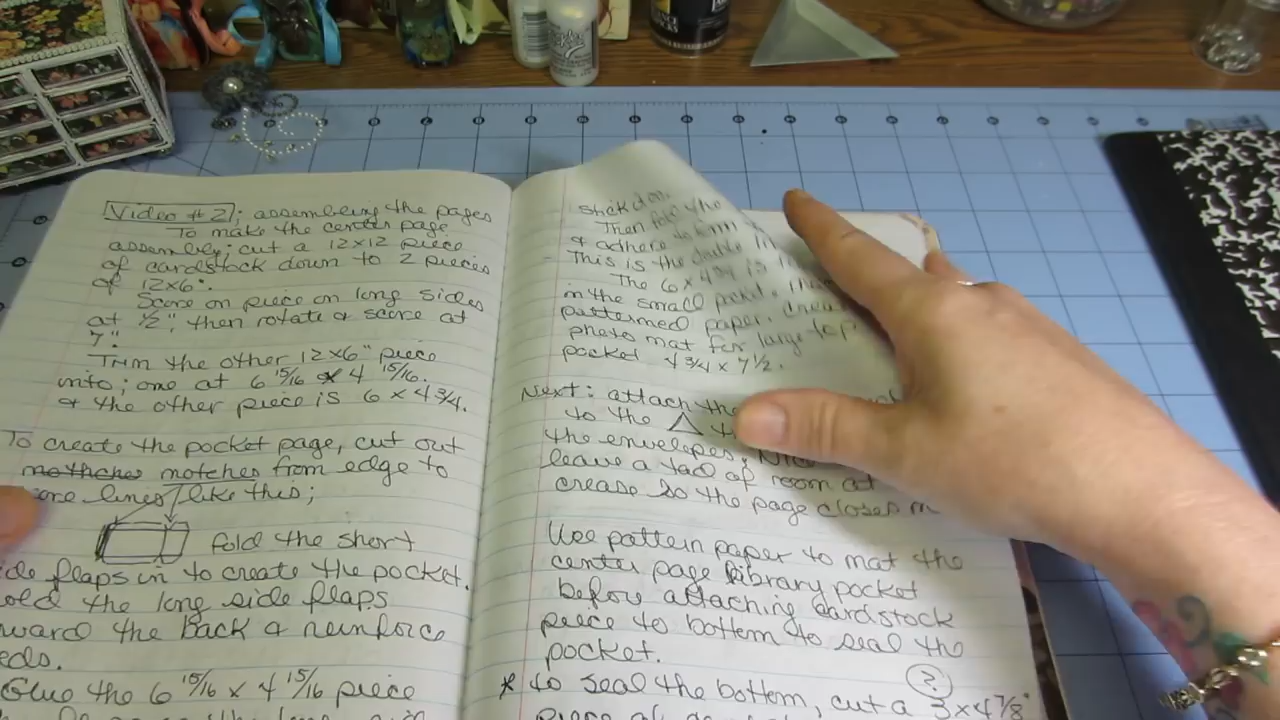 Video #2; assembling the pages
To make the center page
assembly; cut a 12x12 piece
of cardstock down to 2 pieces
of 12x6".
Score on piece on long sides
at ½", then rotate & score at
7".
Trim the other 12x6" piece
into; one at 6 15/16 x 4 15/16.
& the other piece is 6 x 4 3/4.
To create the pocket page, cut out
notches from edge to
lines like this;
fold the short
flaps in to create the pocket.
the long side flaps
the back & reinforce
Glue the 6 15/16 x 4 15/16 piece
stick
Then fold the
& adhere to form
This is the double
The 6 x 4 3/4 is
in the small pocket,
patterned paper.
photo mat for large top
pocket 4 3/4 x 7 1/2.
Next: attach the
to the △
the envelopes,
leave a tad of room at
crease so the page closes
Use pattern paper to mat the
center page library pocket
before attaching cardstock
piece to bottom to seal the
pocket.
?
* to seal the bottom, cut a 3x4 7/8"
piece of